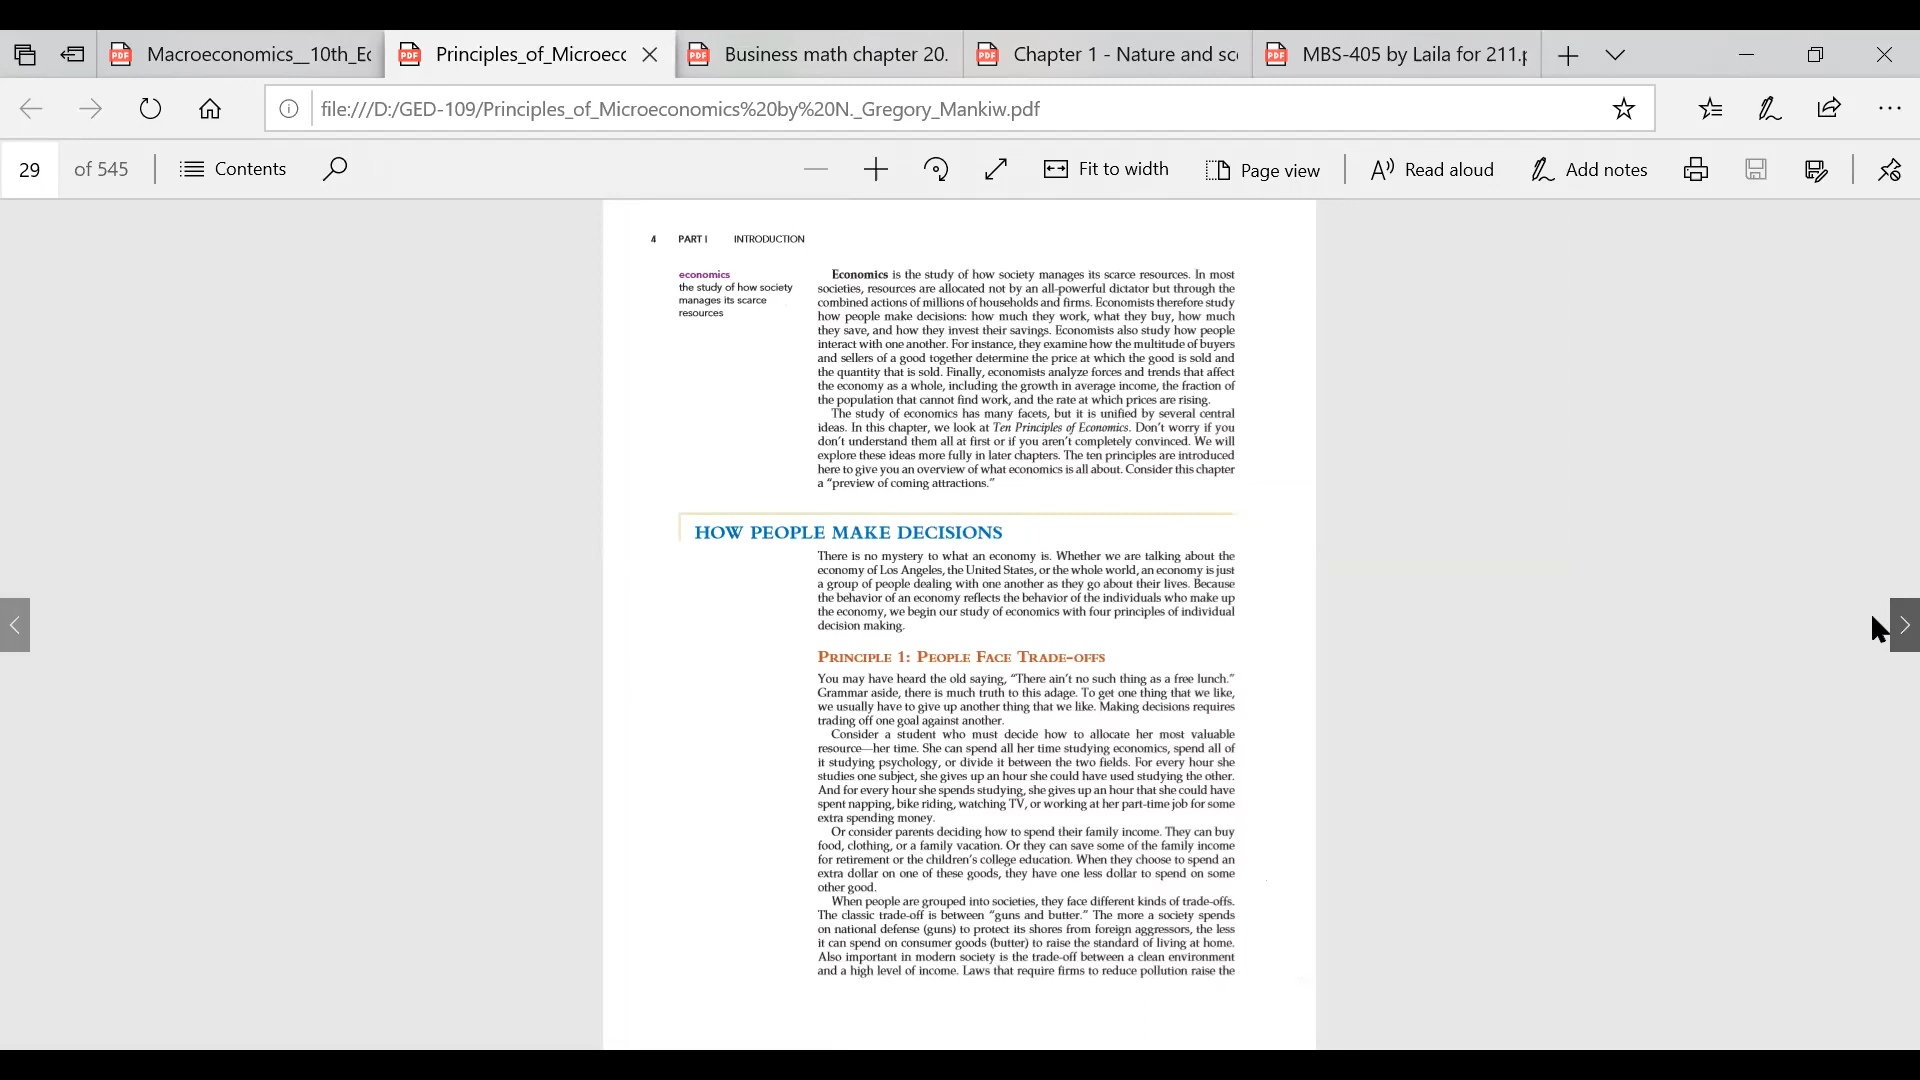 Macroeconomics__10th_Ec
Principles_of_Microecc
Business math chapter 20.
Chapter 1 - Nature and sc
MBS-405 by Laila for 211.p
file:///D:/GED-109/Principles_of_Microeconomics%20by%20N._Gregory_Mankiw.pdf
29 of 545 Contents Fit to width Page view Read aloud Add notes
4 PART I INTRODUCTION
economics
the study of how society
manages its scarce
resources
Economics is the study of how society manages its scarce resources. In most
societies, resources are allocated not by an all-powerful dictator but through the
combined actions of millions of households and firms. Economists therefore study
how people make decisions: how much they work, what they buy, how much
they save, and how they invest their savings. Economists also study how people
interact with one another. For instance, they examine how the multitude of buyers
and sellers of a good together determine the price at which the good is sold and
the quantity that is sold. Finally, economists analyze forces and trends that affect
the economy as a whole, including the growth in average income, the fraction of
the population that cannot find work, and the rate at which prices are rising.
The study of economics has many facets, but it is unified by several central
ideas. In this chapter, we look at Ten Principles of Economics. Don't worry if you
don't understand them all at first or if you aren't completely convinced. We will
explore these ideas more fully in later chapters. The ten principles are introduced
here to give you an overview of what economics is all about. Consider this chapter
a "preview of coming attractions."
HOW PEOPLE MAKE DECISIONS
There is no mystery to what an economy is. Whether we are talking about the
economy of Los Angeles, the United States, or the whole world, an economy is just
a group of people dealing with one another as they go about their lives. Because
the behavior of an economy reflects the behavior of the individuals who make up
the economy, we begin our study of economics with four principles of individual
decision making.
PRINCIPLE 1: PEOPLE FACE TRADE-OFFS
You may have heard the old saying, "There ain't no such thing as a free lunch."
Grammar aside, there is much truth to this adage. To get one thing that we like,
we usually have to give up another thing that we like. Making decisions requires
trading off one goal against another.
Consider a student who must decide how to allocate her most valuable
resource—her time. She can spend all her time studying economics, spend all of
it studying psychology, or divide it between the two fields. For every hour she
studies one subject, she gives up an hour she could have used studying the other.
And for every hour she spends studying, she gives up an hour that she could have
spent napping, bike riding, watching TV, or working at her part-time job for some
extra spending money.
Or consider parents deciding how to spend their family income. They can buy
food, clothing, or a family vacation. Or they can save some of the family income
for retirement or the children's college education. When they choose to spend an
extra dollar on one of these goods, they have one less dollar to spend on some
other good.
When people are grouped into societies, they face different kinds of trade-offs.
The classic trade-off is between "guns and butter." The more a society spends
on national defense (guns) to protect its shores from foreign aggressors, the less
it can spend on consumer goods (butter) to raise the standard of living at home.
Also important in modern society is the trade-off between a clean environment
and a high level of income. Laws that require firms to reduce pollution raise the